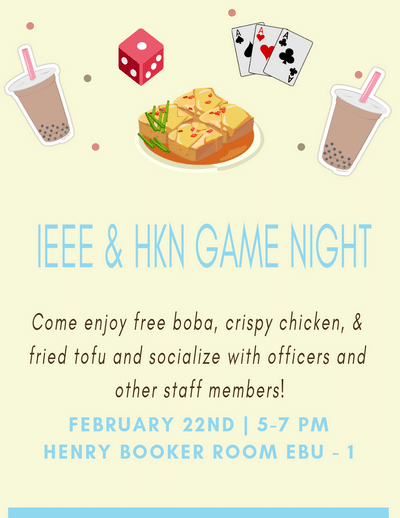 IEEE & HKN GAME NIGHT
Come enjoy free boba, crispy chicken, &
fried tofu and socialize with officers and
other staff members!
FEBRUARY 22ND | 5-7 PM
HENRY BOOKER ROOM EBU - 1